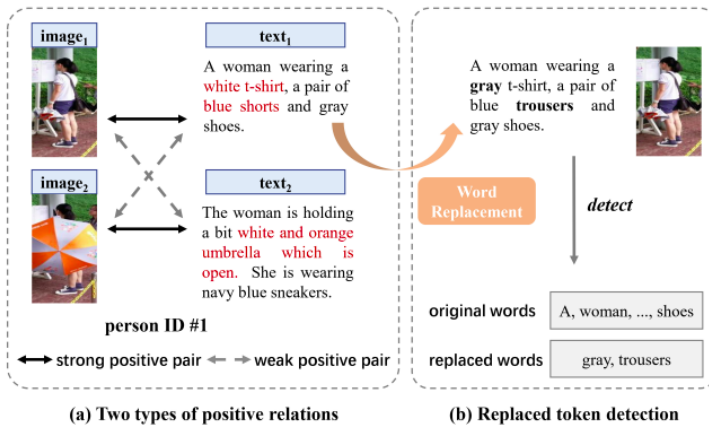 image1
text1
A woman wearing a
white t-shirt, a pair of
blue shorts and gray
shoes.
image2
text2
The woman is holding
a bit white and orange
umbrella which is
open. She is wearing
navy blue sneakers.
person ID #1
strong positive pair
weak positive pair
(a) Two types of positive relations
A woman wearing a
gray t-shirt, a pair of
blue trousers and
gray shoes.
Word
Replacement
detect
original words
A, woman, ..., shoes
replaced words
gray, trousers
(b) Replaced token detection